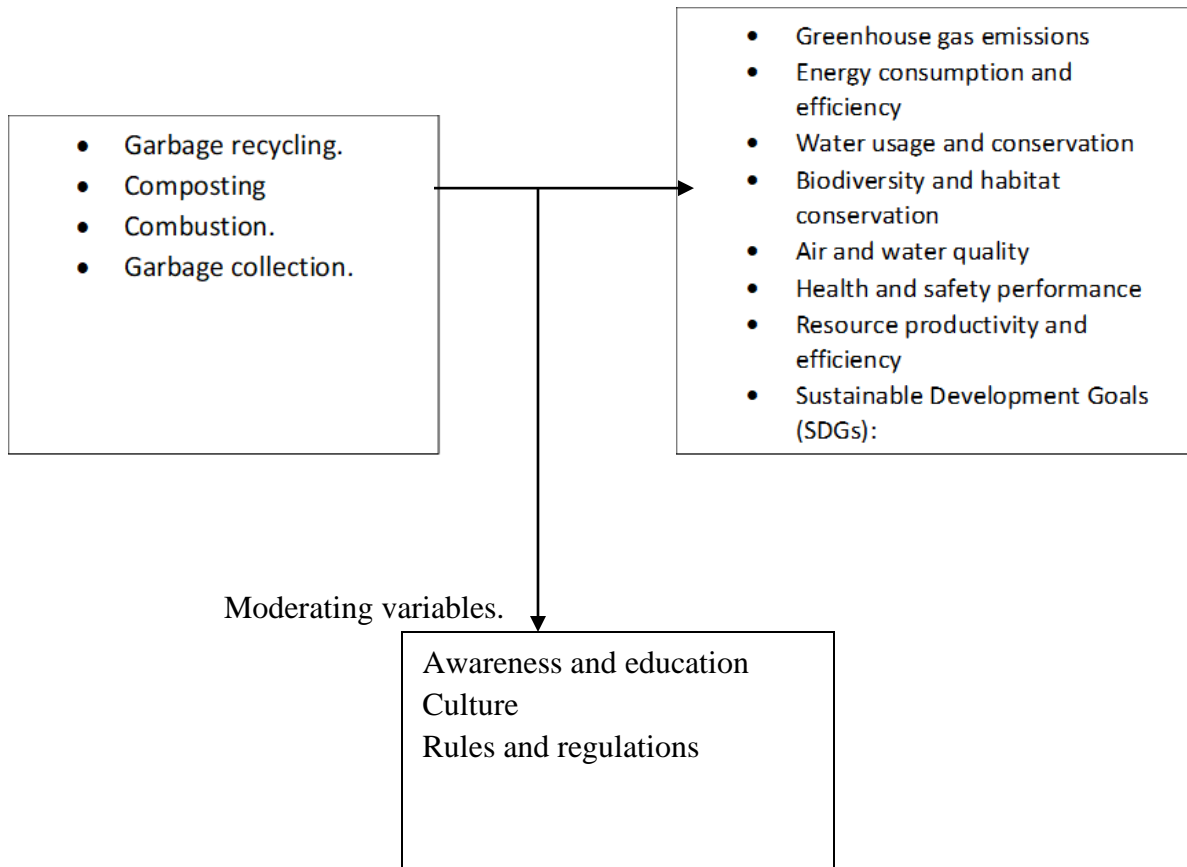 • Garbage recycling.
• Composting
• Combustion.
• Garbage collection.
• Greenhouse gas emissions
• Energy consumption and
efficiency
• Water usage and conservation
• Biodiversity and habitat
conservation
• Air and water quality
• Health and safety performance
• Resource productivity and
efficiency
• Sustainable Development Goals
(SDGs):
Moderating variables.
Awareness and education
Culture
Rules and regulations